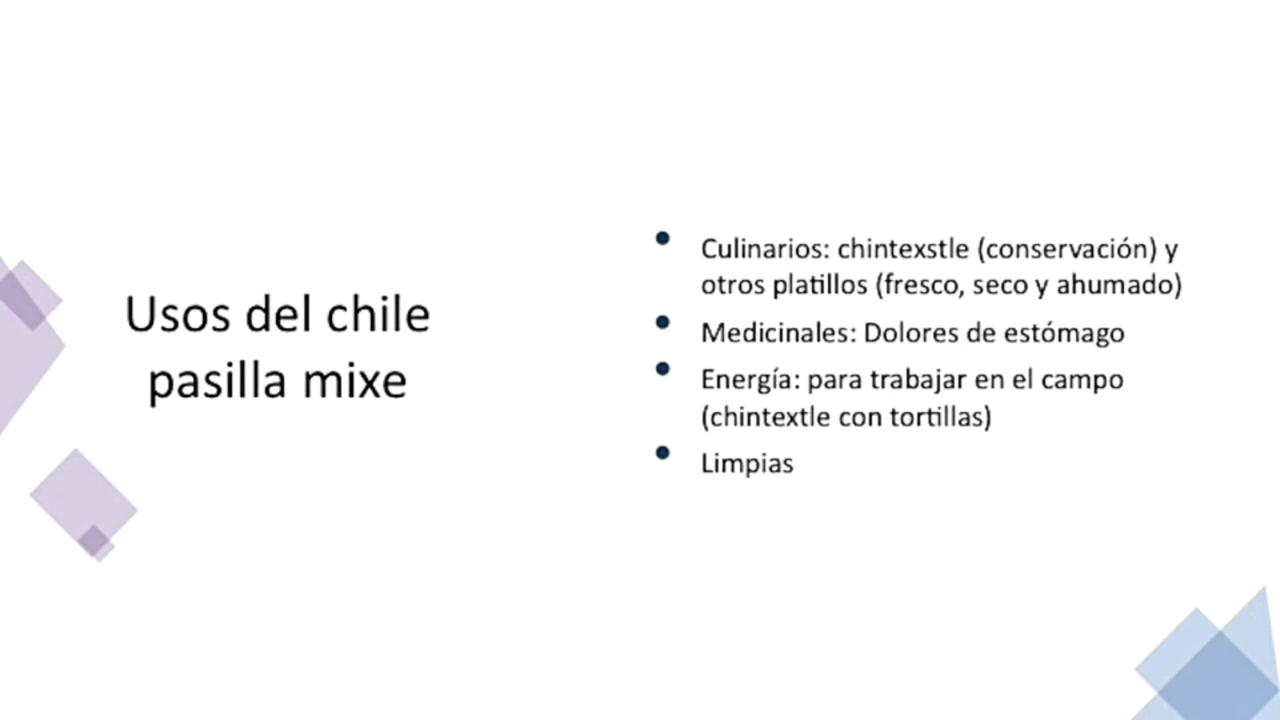 Usos del chile
pasilla mixe
Culinarios: chintexstle (conservación) y
otros platillos (fresco, seco y ahumado)
Medicinales: Dolores de estómago
Energía: para trabajar en el campo
(chintextle con tortillas)
Limpias